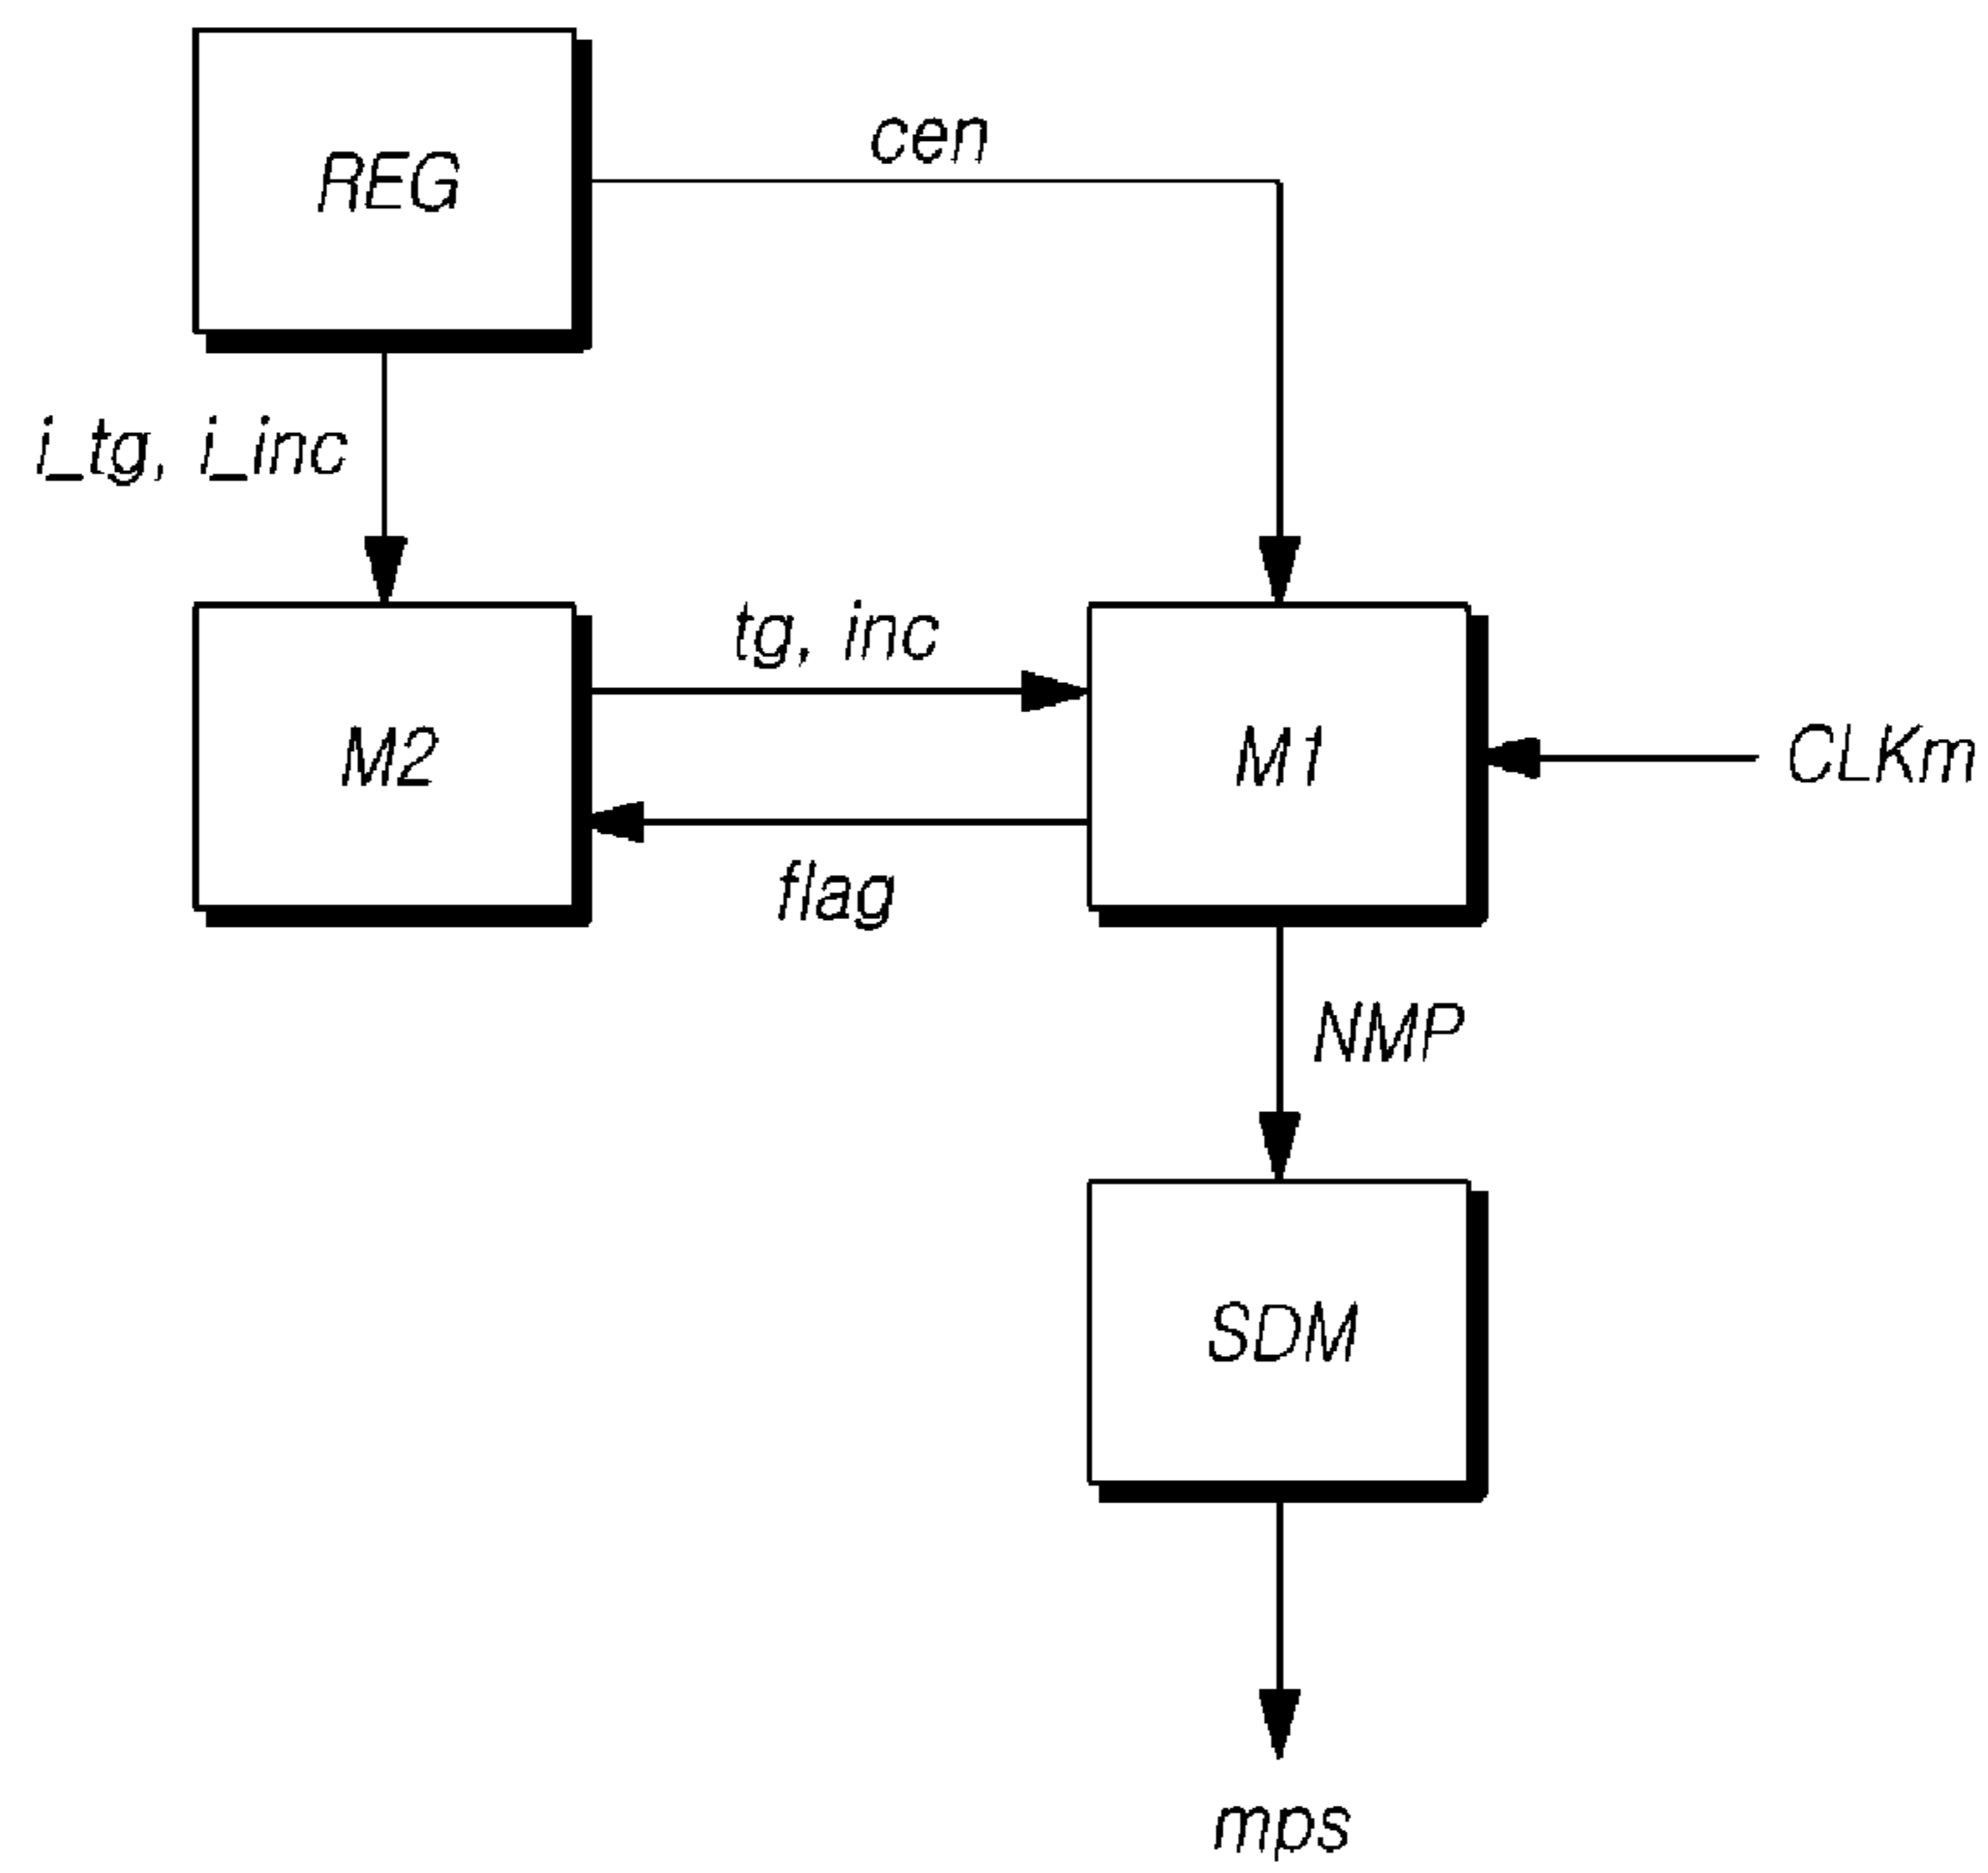 cen
REG
i_tg, i_inc
tg, inc
M2
M1
CLKm
flag
NMP
SDM
mps